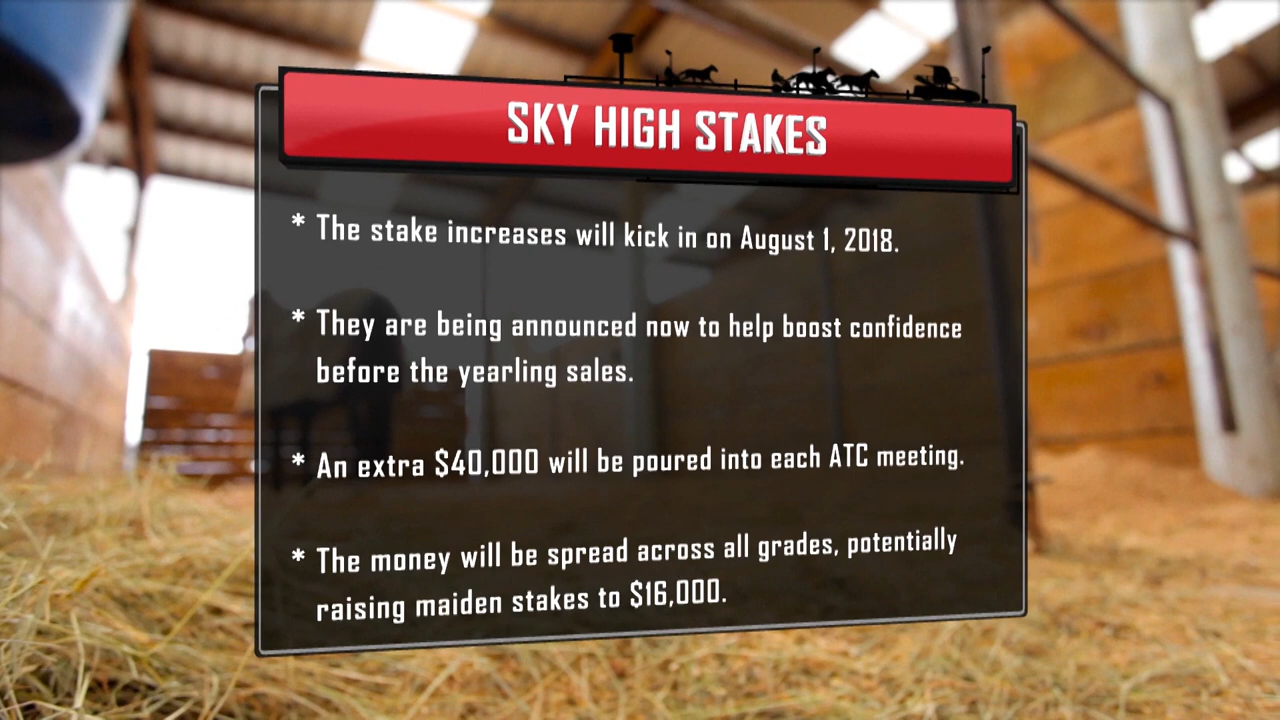 SKY HIGH STAKES
* The stake increases will kick in on August 1, 2018.
* They are being announced now to help boost confidence
before the yearling sales.
* An extra $40,000 will be poured into each ATC meeting.
* The money will be spread across all grades, potentially
raising maiden stakes to $16,000.